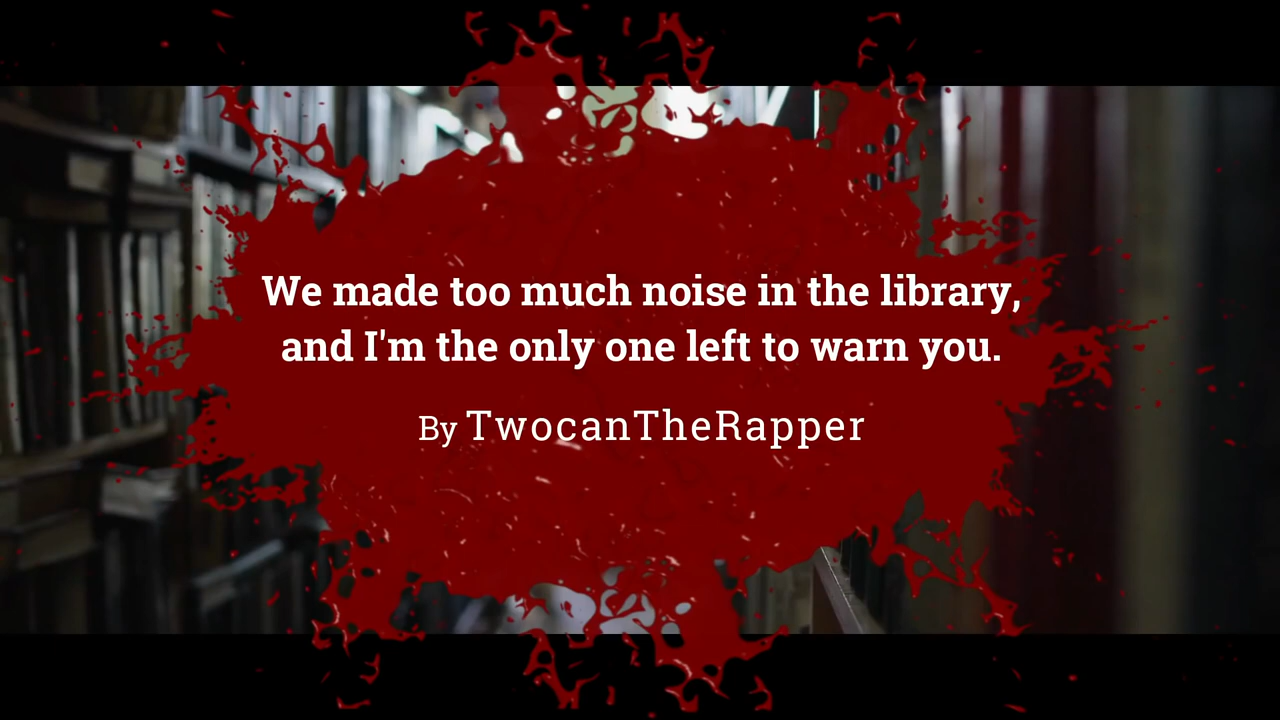 We made too much noise in the library,
and I'm the only one left to warn you.
By TwocanTheRapper